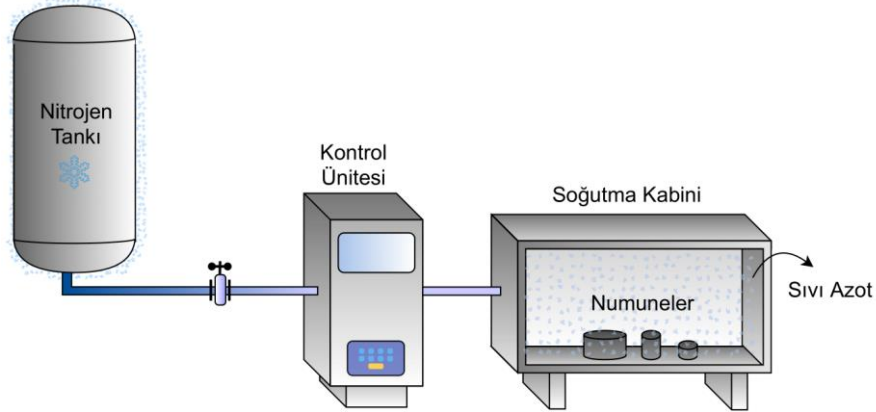 Nitrojen
Tankı
Kontrol
Ünitesi
Soğutma Kabini
Numuneler
Sıvı Azot